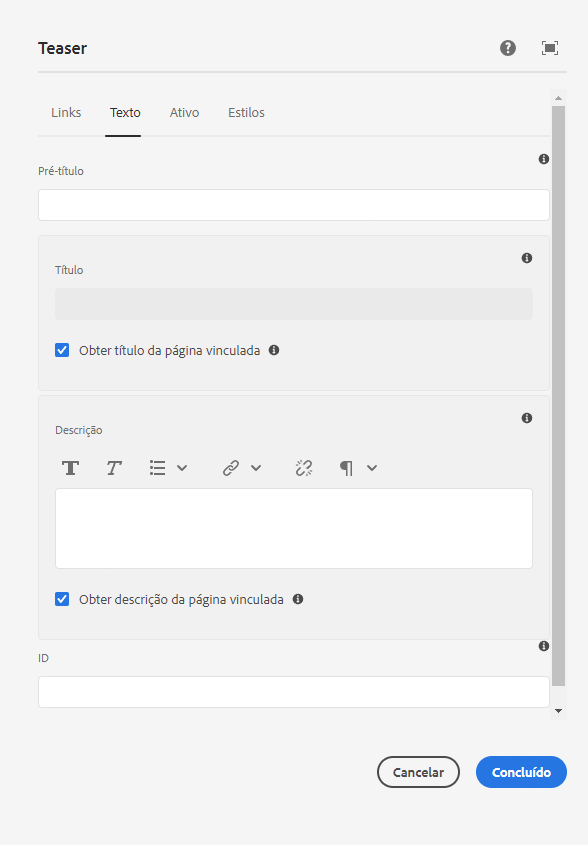 Teaser
Links Texto Ativo Estilos
Pré-título
Título
Obter título da página vinculada
Descrição
Obter descrição da página vinculada
ID
Cancelar Concluído